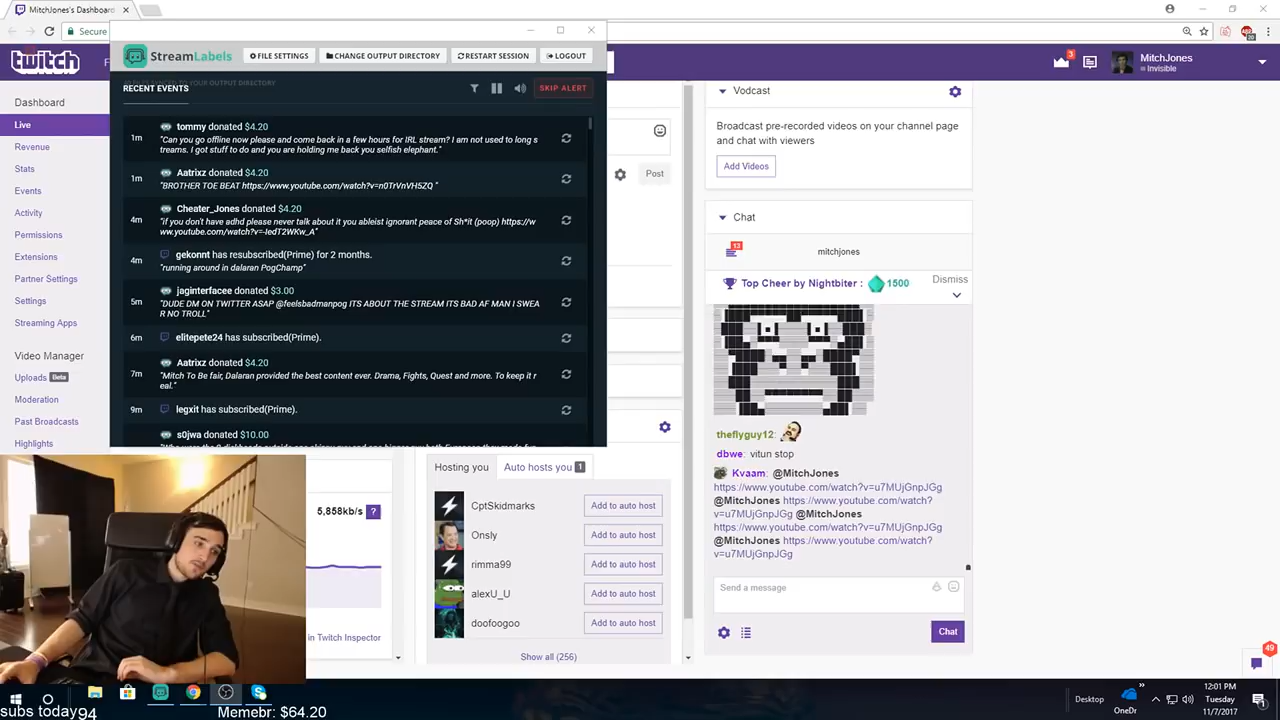 MitchJones's Dashboard
Secure
twitch
3
MitchJones
Invisible
StreamLabels
FILE SETTINGS
CHANGE OUTPUT DIRECTORY
RESTART SESSION
LOGOUT
RECENT EVENTS
SKIP ALERT
1m
tommy donated $4.20
"Can you go offline now please and come back in a few hours for IRL stream? I am not used to long s
treams. I got stuff to do and you are holding me back you selfish elephant."
1m
Aatrixz donated $4.20
"BROTHER TOE BEAT https://www.youtube.com/watch?v=n0TrVnVH5ZQ "
4m
Cheater_Jones donated $4.20
"if you don't have adhd please never talk about it you ableist ignorant peace of Sh*it (poop) https://w
ww.youtube.com/watch?v=-IedT2WKw_A"
4m
gekonnt has resubscribed(Prime) for 2 months.
"running around in dalaran PogChamp"
5m
jaginterfacee donated $3.00
"DUDE DM ON TWITTER ASAP @feelsbadmanpog ITS ABOUT THE STREAM ITS BAD AF MAN I SWEA
R NO TROLL"
6m
elitepete24 has subscribed(Prime).
7m
Aatrixz donated $4.20
"Mitch To Be fair, Dalaran provided the best content ever. Drama, Fights, Quest and more. To keep it r
eal."
9m
legxit has subscribed(Prime).
s0jwa donated $10.00
Dashboard
Live
Revenue
Stats
Events
Activity
Permissions
Extensions
Partner Settings
Settings
Streaming Apps
Video Manager
Uploads Beta
Moderation
Past Broadcasts
Highlights
Post
5,858kb/s ?
in Twitch Inspector
Hosting you
Auto hosts you 1
CptSkidmarks
Add to auto host
Onsly
Add to auto host
rimma99
Add to auto host
alexU_U
Add to auto host
doofoogoo
Add to auto host
Show all (256)
Vodcast
Broadcast pre-recorded videos on your channel page
and chat with viewers
Add Videos
Chat
12
mitchjones
Top Cheer by Nightbiter : 1500
Dismiss
theflyguy12:
dbwe: vitun stop
Kvaam: @MitchJones
https://www.youtube.com/watch?v=u7MUjGnpJGg
@MitchJones https://www.youtube.com/watch?
v=u7MUjGnpJGg @MitchJones
https://www.youtube.com/watch?v=u7MUjGnpJGg
@MitchJones https://www.youtube.com/watch?
v=u7MUjGnpJGg
Send a message
Chat
49
subs today94
Memebr: $64.20
Desktop
OneDr
12:01 PM
Tuesday
11/7/2017